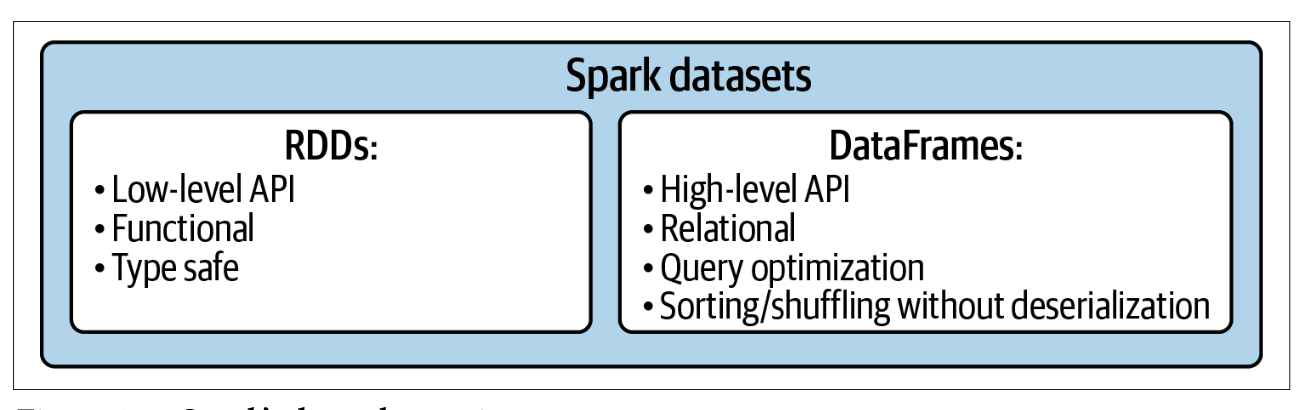 Spark datasets
RDDs:
• Low-level API
• Functional
• Type safe
DataFrames:
• High-level API
• Relational
• Query optimization
• Sorting/shuffling without deserialization